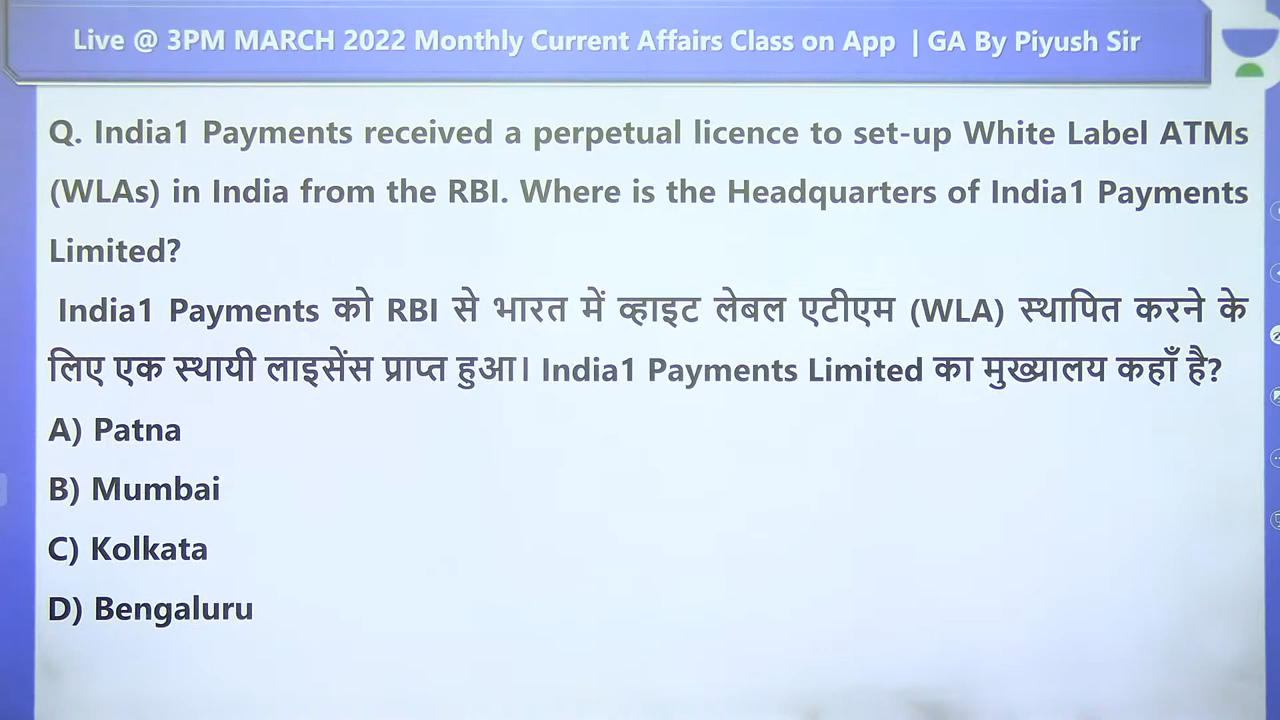 Live @ 3PM MARCH 2022 Monthly Current Affairs Class on App | GA By Piyush Sir
Q. India1 Payments received a perpetual licence to set-up White Label ATMs
(WLAs) in India from the RBI. Where is the Headquarters of India1 Payments
Limited?
India1 Payments को RBI से भारत में व्हाइट लेबल एटीएम (WLA) स्थापित करने के
लिए एक स्थायी लाइसेंस प्राप्त हुआ। India1 Payments Limited का मुख्यालय कहाँ है?
A) Patna
B) Mumbai
C) Kolkata
D) Bengaluru